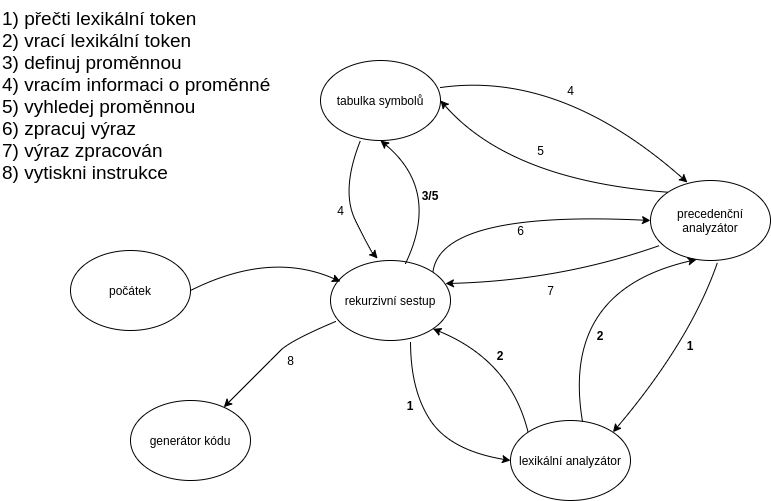 1) přečti lexikální token
2) vrací lexikální token
3) definuj proměnnou
4) vracím informaci o proměnné
5) vyhledej proměnnou
6) zpracuj výraz
7) výraz zpracován
8) vytiskni instrukce
tabulka symbolů
4
5
3/5
4
precedenční
analyzátor
6
7
počátek
rekurzivní sestup
8
2
1
2
1
generátor kódu
lexikální analyzátor